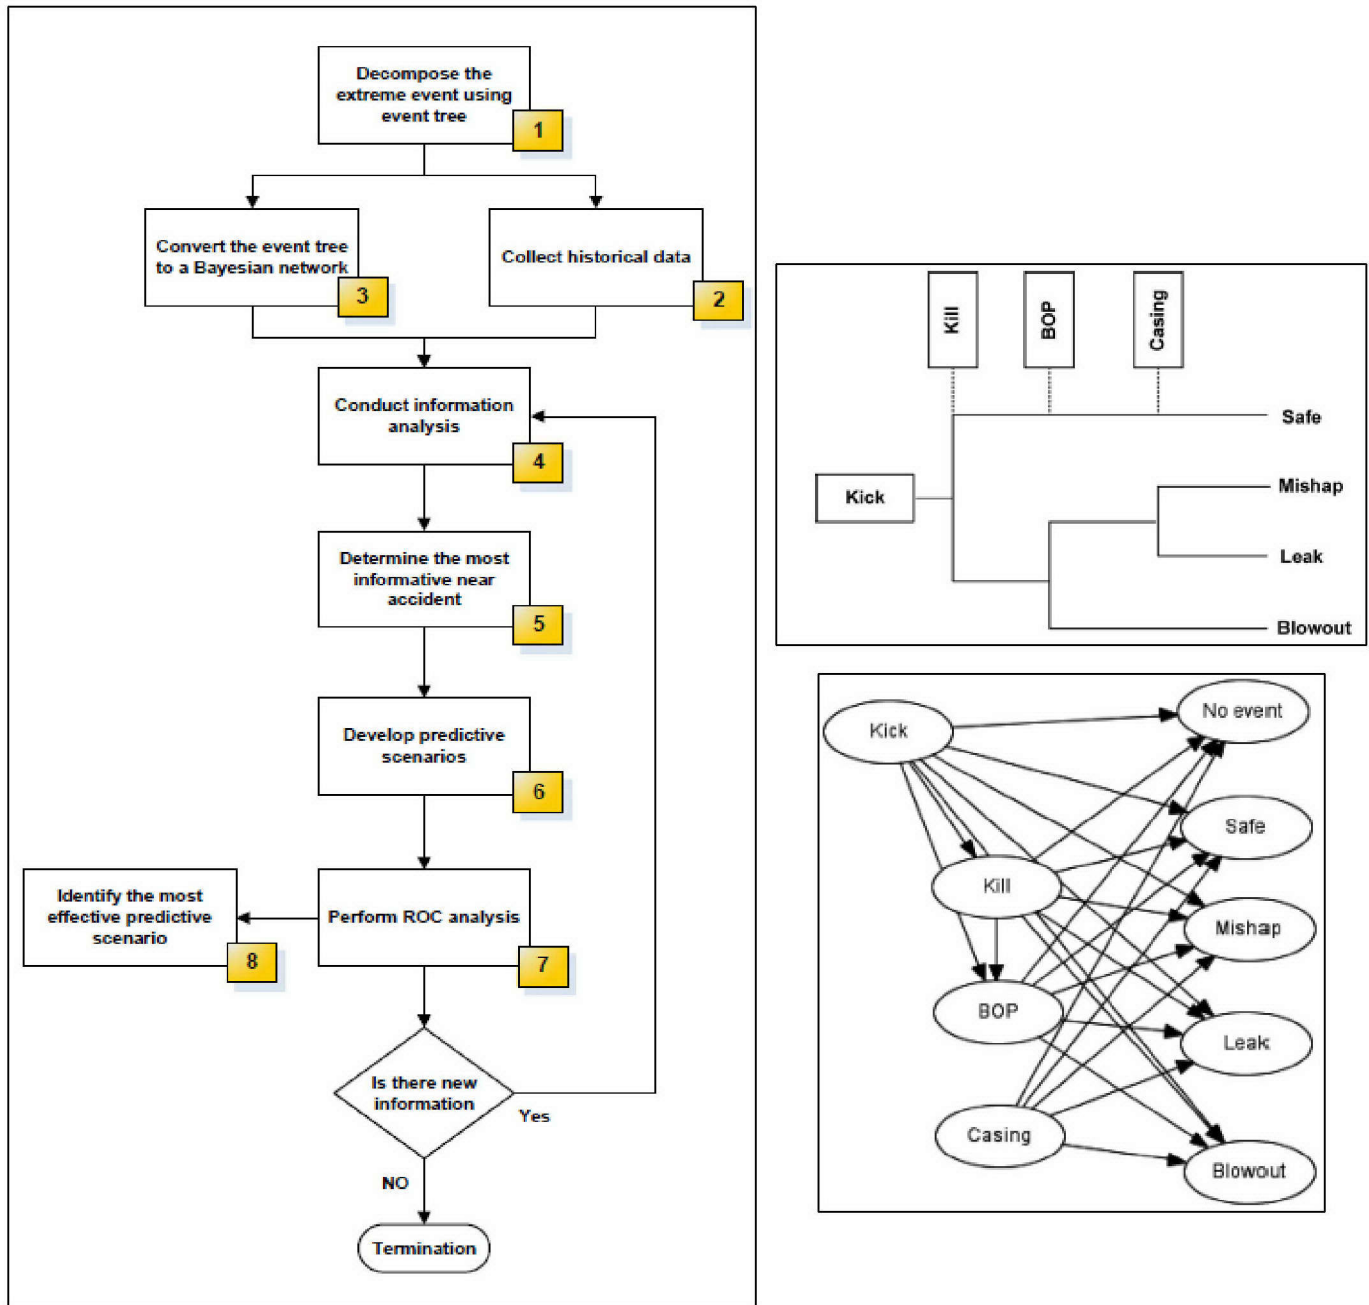 Decompose the
extreme event using
event tree
1
Convert the event tree
to a Bayesian network
3
Collect historical data
2
Conduct information
analysis
4
Determine the most
informative near
accident
5
Develop predictive
scenarios
6
Identify the most
effective predictive
scenario
8
Perform ROC analysis
7
Is there new
information
Yes
NO
Termination
Kill
BOP
Casing
Kick
Safe
Mishap
Leak
Blowout
Kick
Kill
BOP
Casing
No event
Safe
Mishap
Leak
Blowout